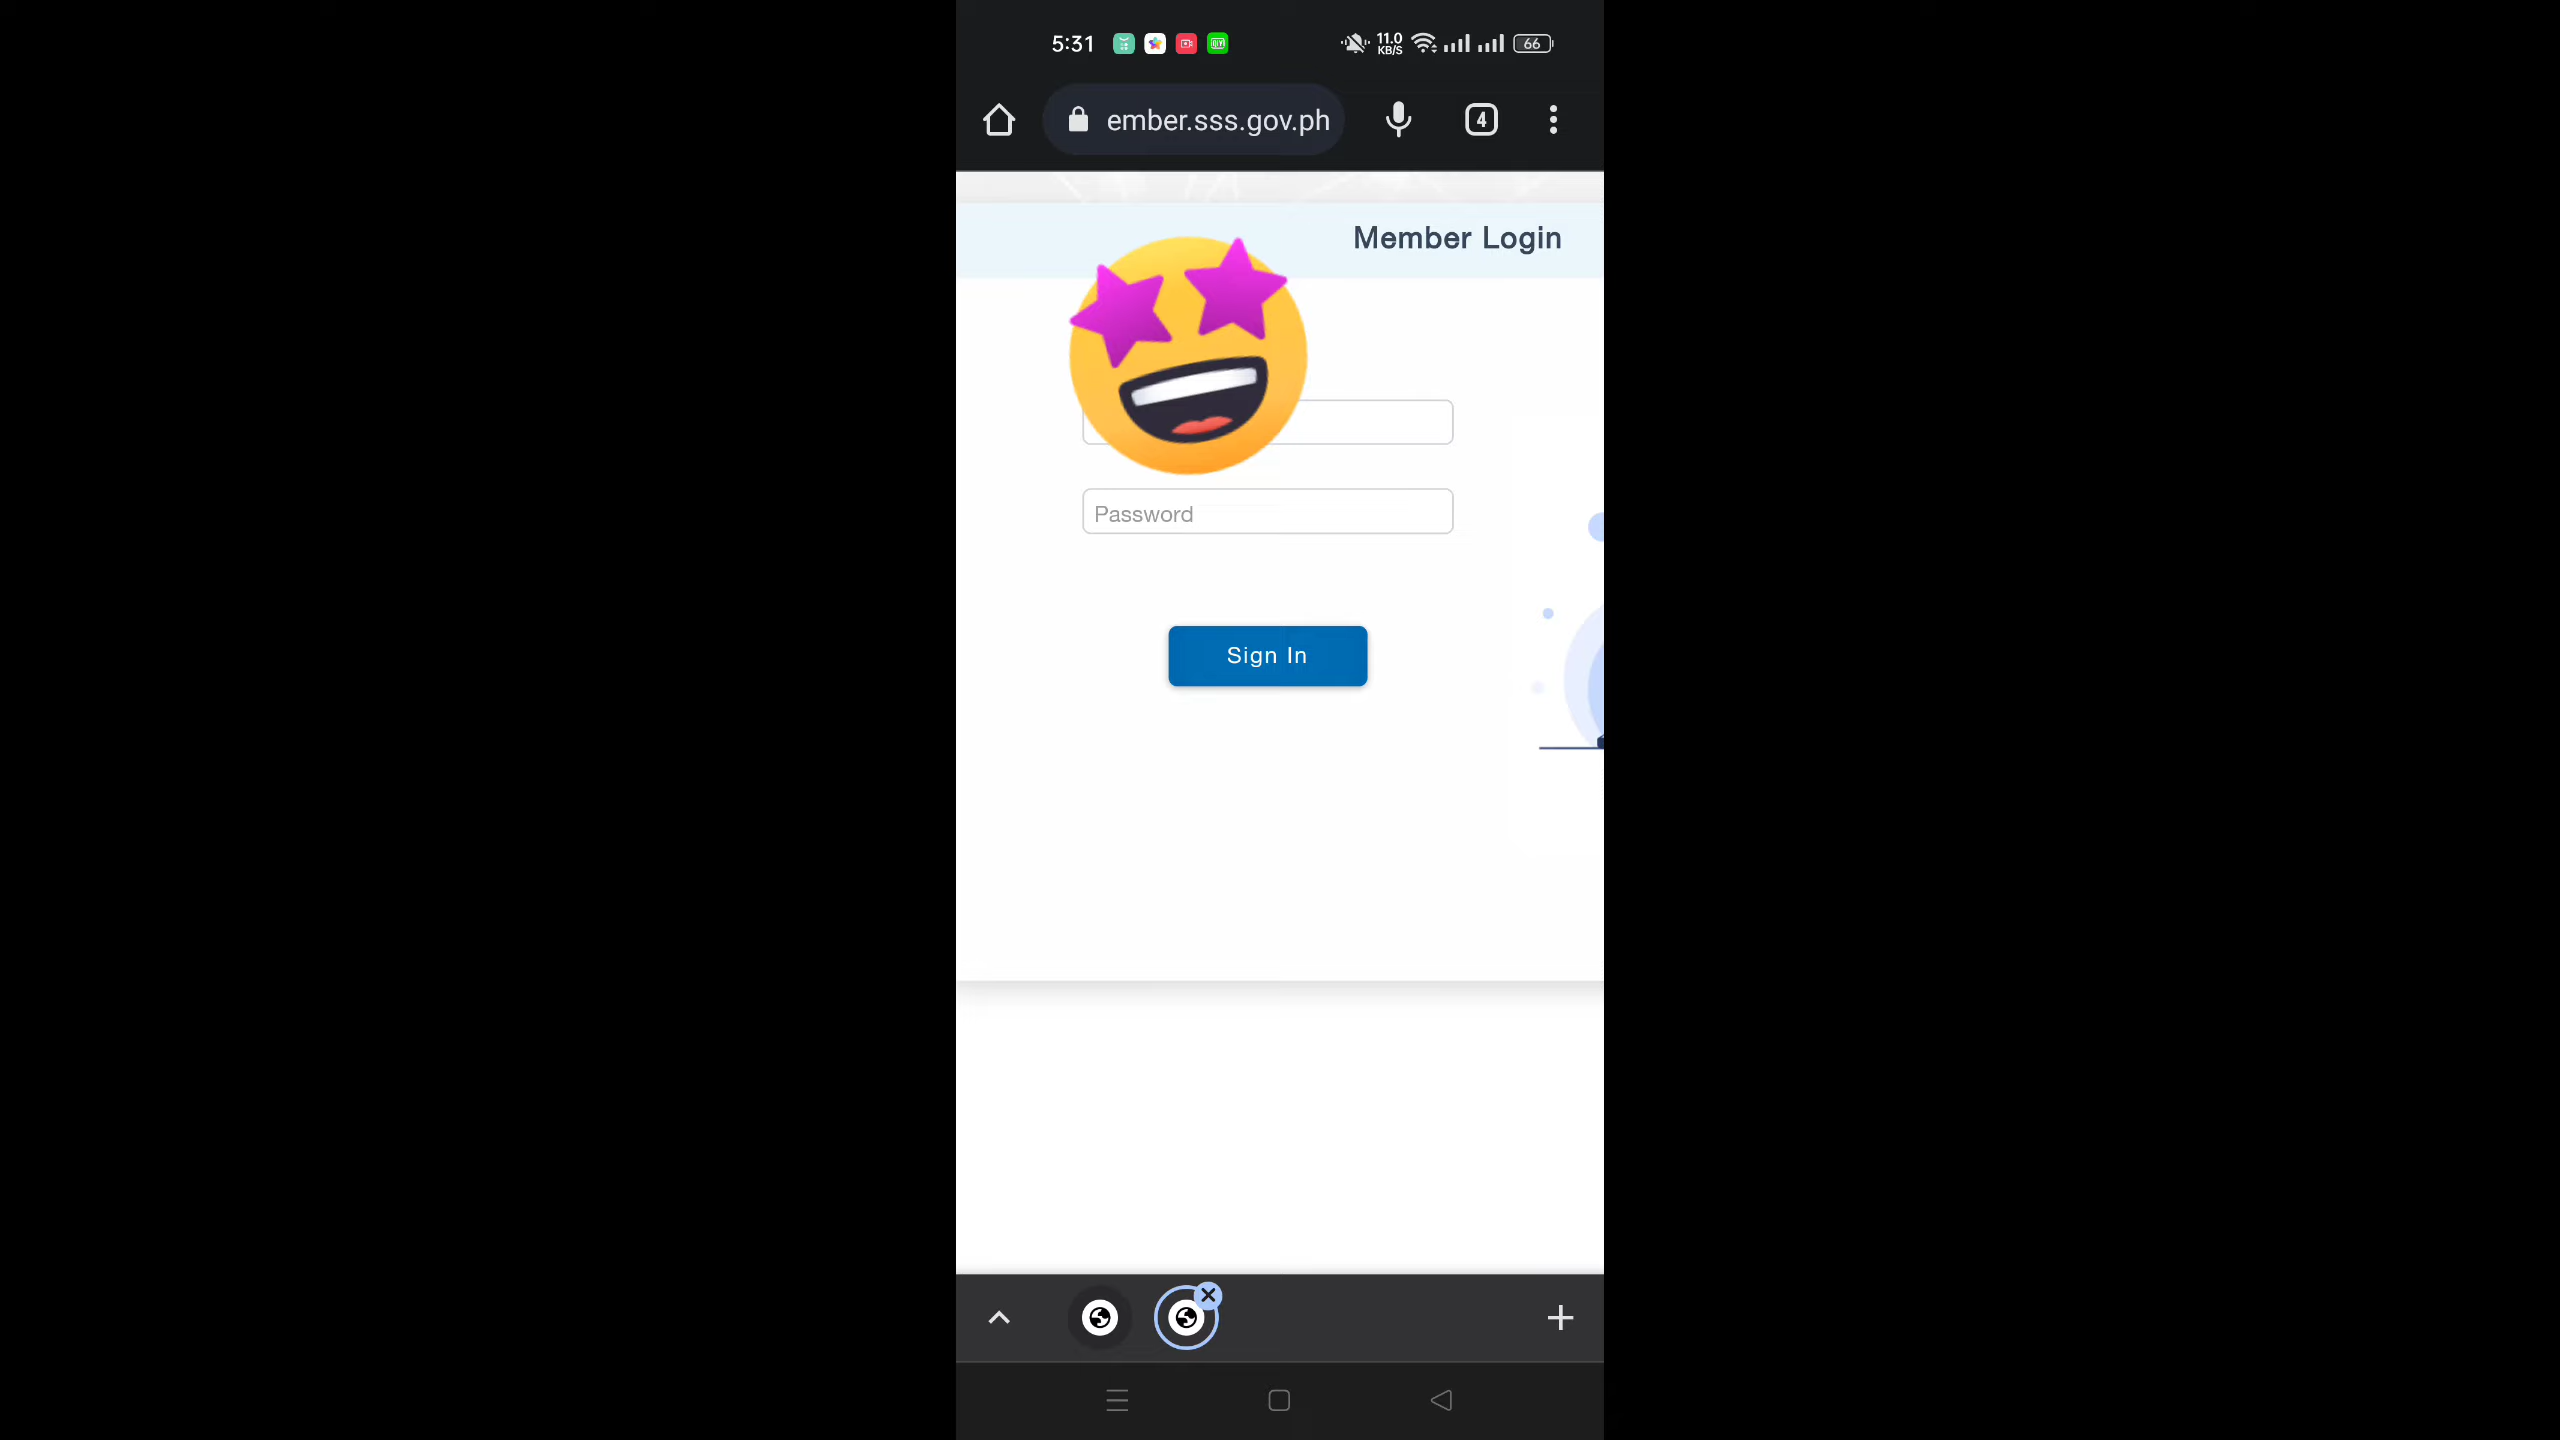 5:31
11.0
KB/S
66
ember.sss.gov.ph
4
Member Login
Password
Sign In